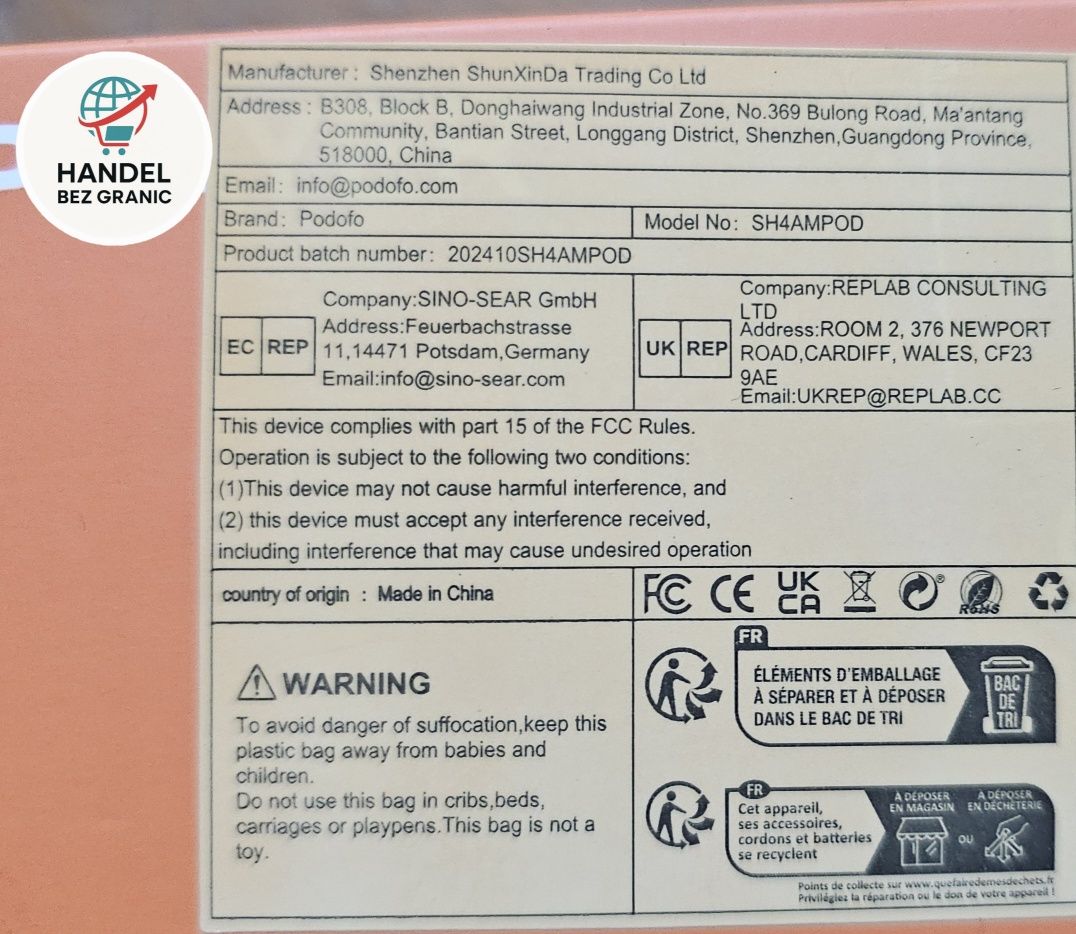 HANDEL
BEZ GRANIC
Manufacturer : Shenzhen ShunXinDa Trading Co Ltd
Address : B308, Block B, Donghaiwang Industrial Zone, No.369 Bulong Road, Ma'antang
Community, Bantian Street, Longgang District, Shenzhen,Guangdong Province,
518000, China
Email: info@podofo.com
Brand: Podofo
Model No: SH4AMPOD
Product batch number: 202410SH4AMPOD
EC REP
Company:SINO-SEAR GmbH
Address:Feuerbachstrasse
11,14471 Potsdam,Germany
Email:info@sino-sear.com
UK REP
Company:REPLAB CONSULTING
LTD
Address:ROOM 2, 376 NEWPORT
ROAD,CARDIFF, WALES, CF23
9AE
Email:UKREP@REPLAB.CC
This device complies with part 15 of the FCC Rules.
Operation is subject to the following two conditions:
(1)This device may not cause harmful interference, and
(2) this device must accept any interference received,
including interference that may cause undesired operation
country of origin : Made in China
FC CE UK CA ® RoHS
WARNING
To avoid danger of suffocation,keep this
plastic bag away from babies and
children.
Do not use this bag in cribs,beds,
carriages or playpens.This bag is not a
toy.
FR
ÉLÉMENTS D'EMBALLAGE
À SÉPARER ET À DÉPOSER
DANS LE BAC DE TRI
BAC
DE
TRI
FR
Cet appareil,
ses accessoires,
cordons et batteries
se recyclent
À DÉPOSER
EN MAGASIN
OU
À DÉPOSER
EN DÉCHÈTERIE
Points de collecte sur www.quefairedemesdechets.fr
Privilégiez la réparation ou le don de votre appareil !